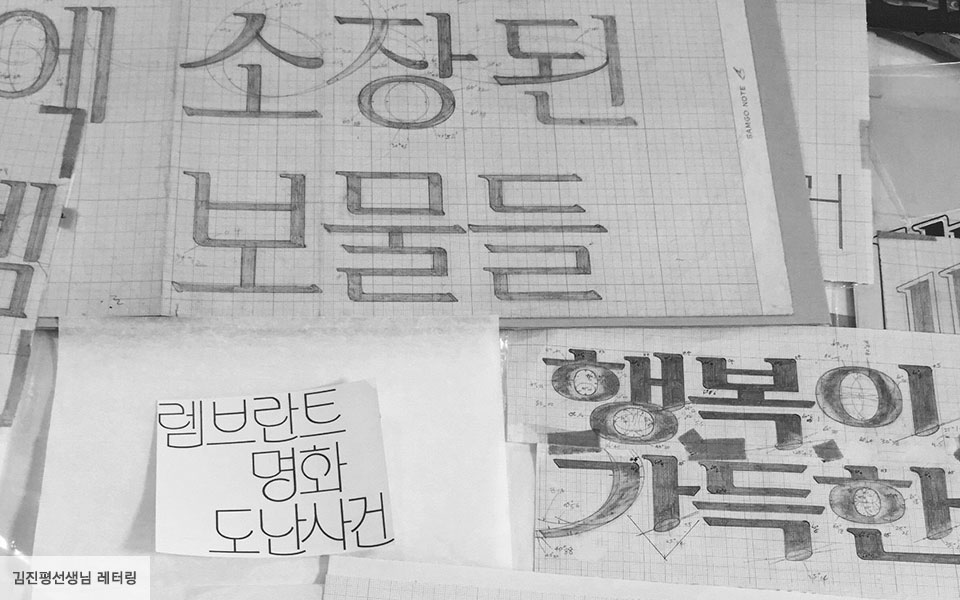 에 소장된
보물들
SAMGO NOTE
렘브란트
명화
도난사건
행복이
가득한
김진평선생님 레터링